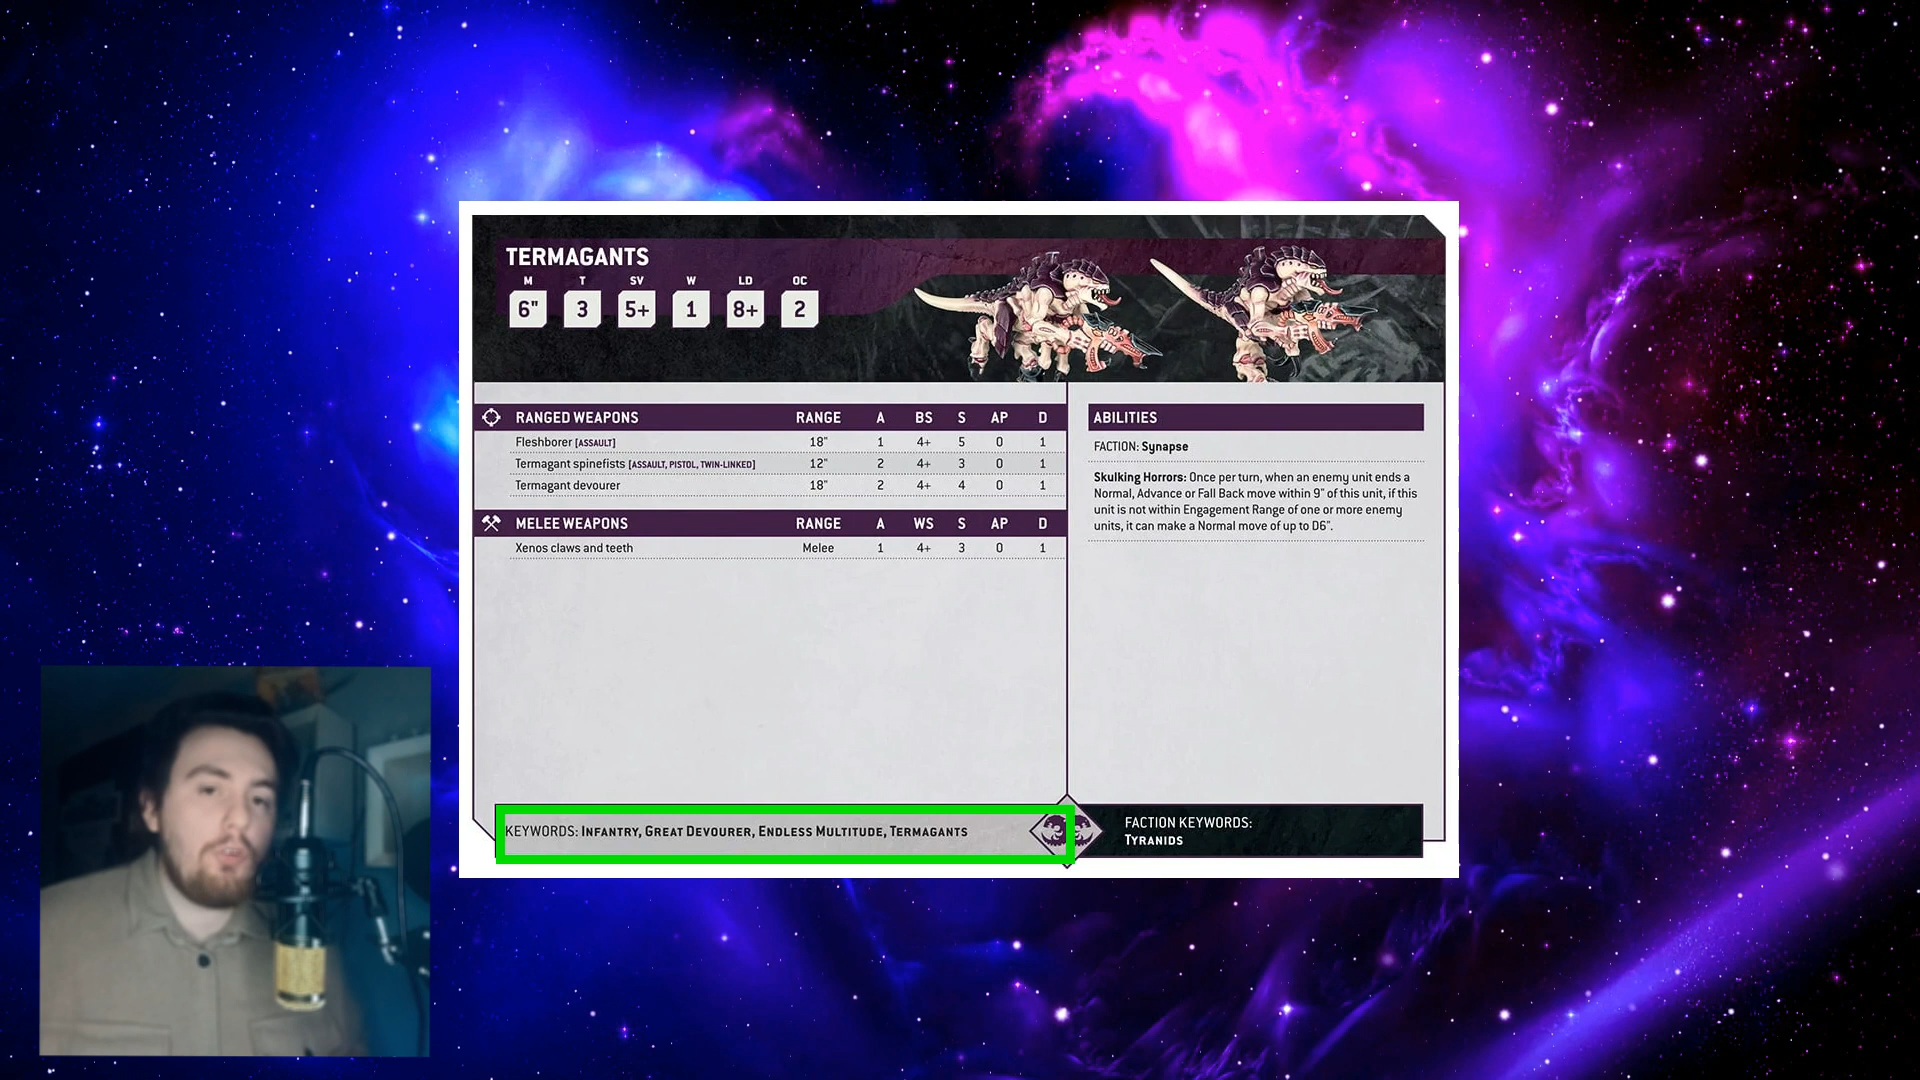 TERMAGANTS
M T SV W LD OC
6" 3 5+ 1 8+ 2
RANGED WEAPONS RANGE A BS S AP D
Fleshborer [ASSAULT] 18" 1 4+ 5 0 1
Termagant spinefists [ASSAULT, PISTOL, TWIN-LINKED] 12" 2 4+ 3 0 1
Termagant devourer 18" 2 4+ 4 0 1
MELEE WEAPONS RANGE A WS S AP D
Xenos claws and teeth Melee 1 4+ 3 0 1
ABILITIES
FACTION: Synapse
Skulking Horrors: Once per turn, when an enemy unit ends a
Normal, Advance or Fall Back move within 9" of this unit, if this
unit is not within Engagement Range of one or more enemy
units, it can make a Normal move of up to D6".
KEYWORDS: INFANTRY, GREAT DEVOURER, ENDLESS MULTITUDE, TERMAGANTS
FACTION KEYWORDS:
TYRANIDS